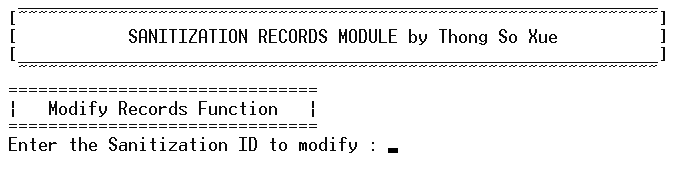 [ SANITIZATION RECORDS MODULE by Thong So Xue ]
===============================
¦ Modify Records Function ¦
===============================
Enter the Sanitization ID to modify : _